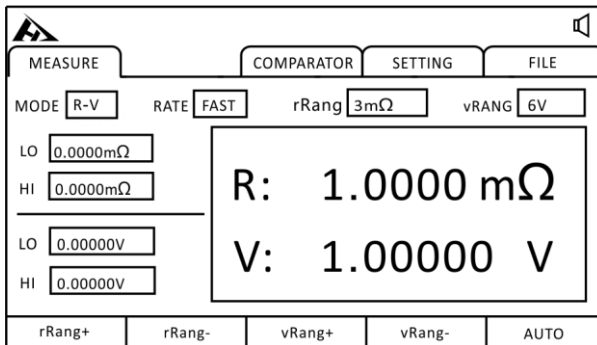 MEASURE COMPARATOR SETTING FILE
MODE R-V RATE FAST rRang 3mΩ vRANG 6V
LO 0.0000mΩ
HI 0.0000mΩ
R: 1.0000 mΩ
LO 0.00000V
HI 0.00000V
V: 1.00000 V
rRang+ rRang- vRang+ vRang- AUTO